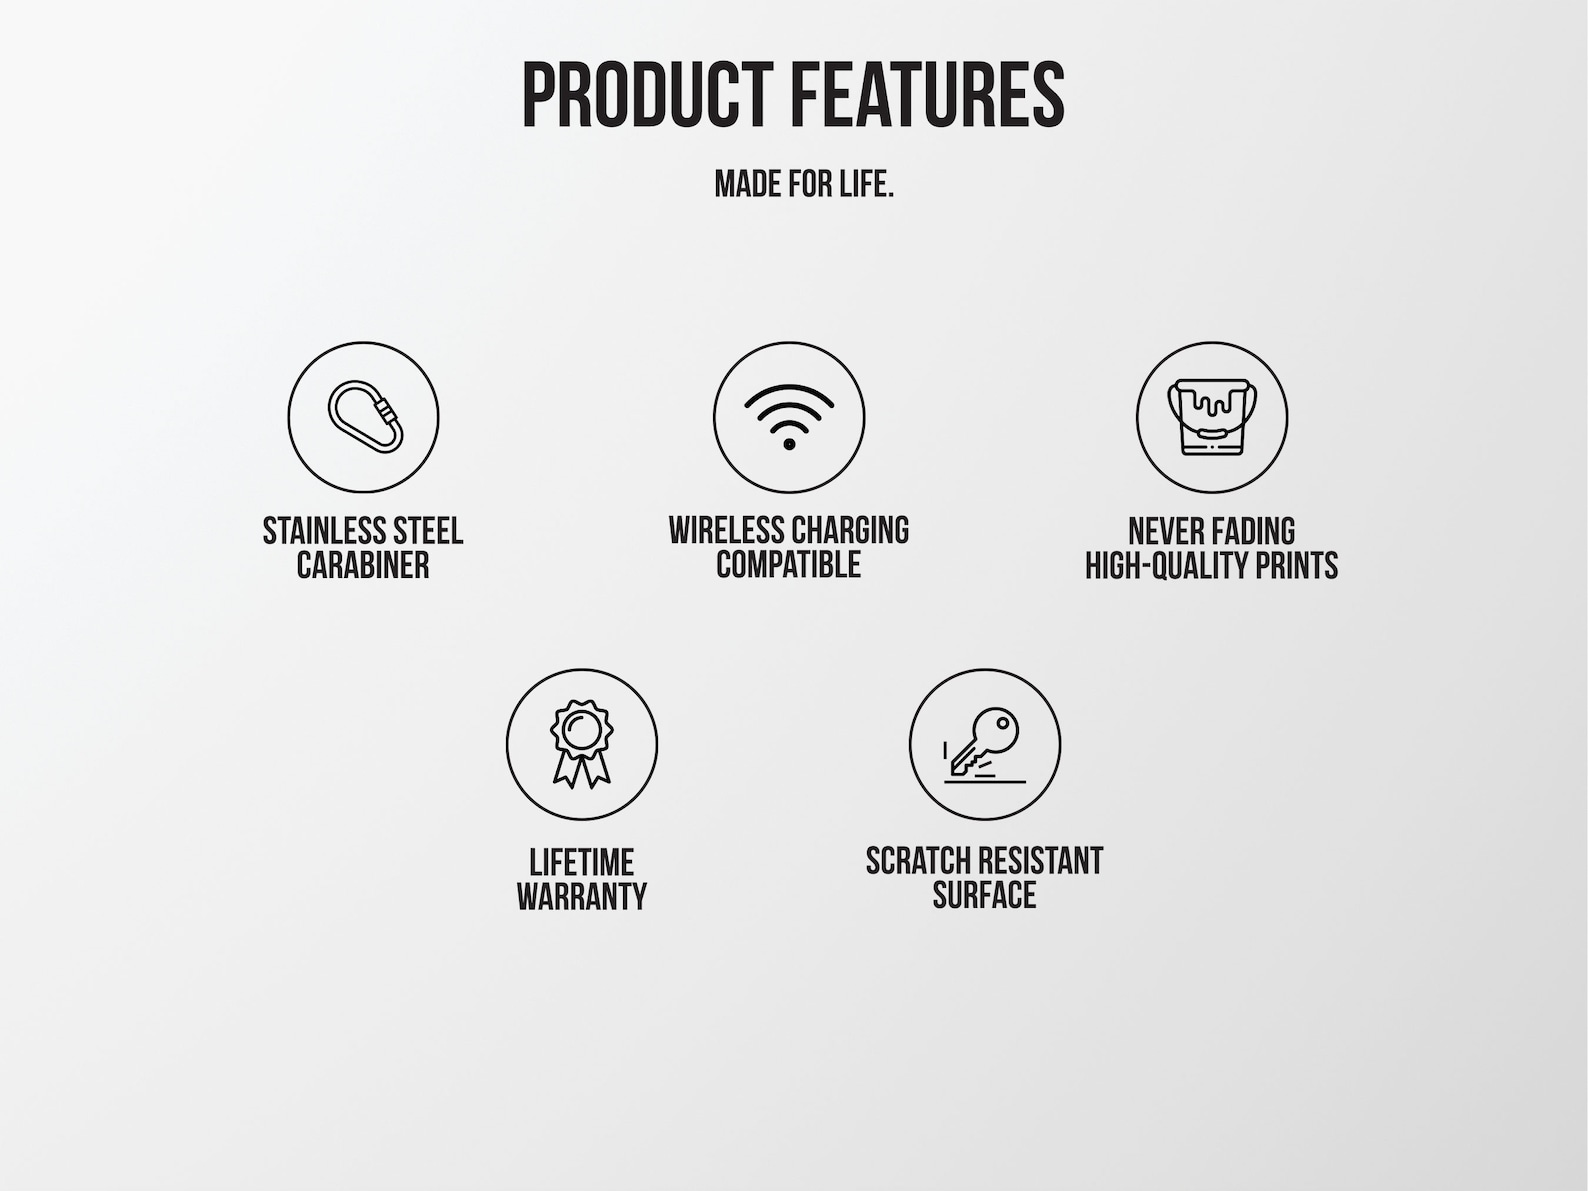 PRODUCT FEATURES
MADE FOR LIFE.
STAINLESS STEEL
CARABINER
WIRELESS CHARGING
COMPATIBLE
NEVER FADING
HIGH-QUALITY PRINTS
LIFETIME
WARRANTY
SCRATCH RESISTANT
SURFACE